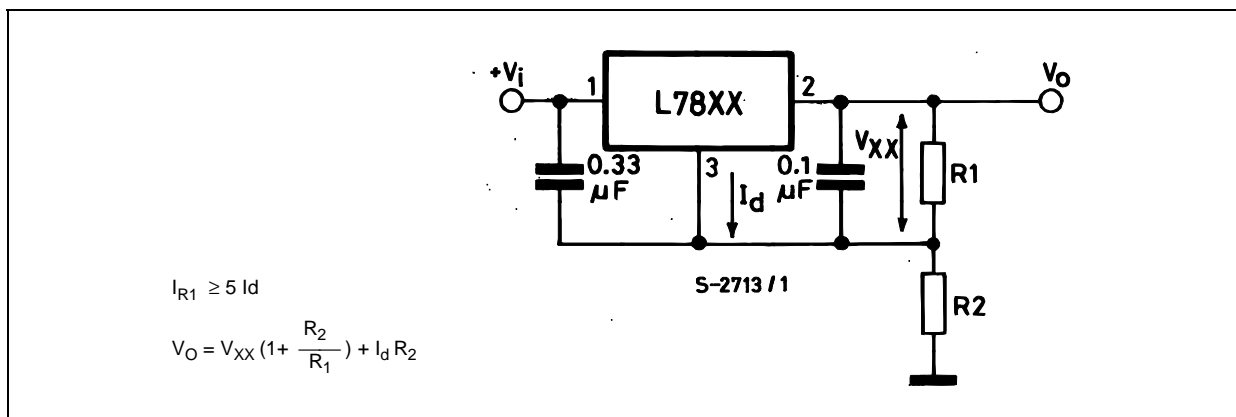 +Vi
1
L78XX
2
VO
0.33
μF
3
Id
0.1
μF
VXX
R1
S-2713/1
R2
IR1 ≥ 5 Id
VO = VXX (1+ R2/R1) + Id R2